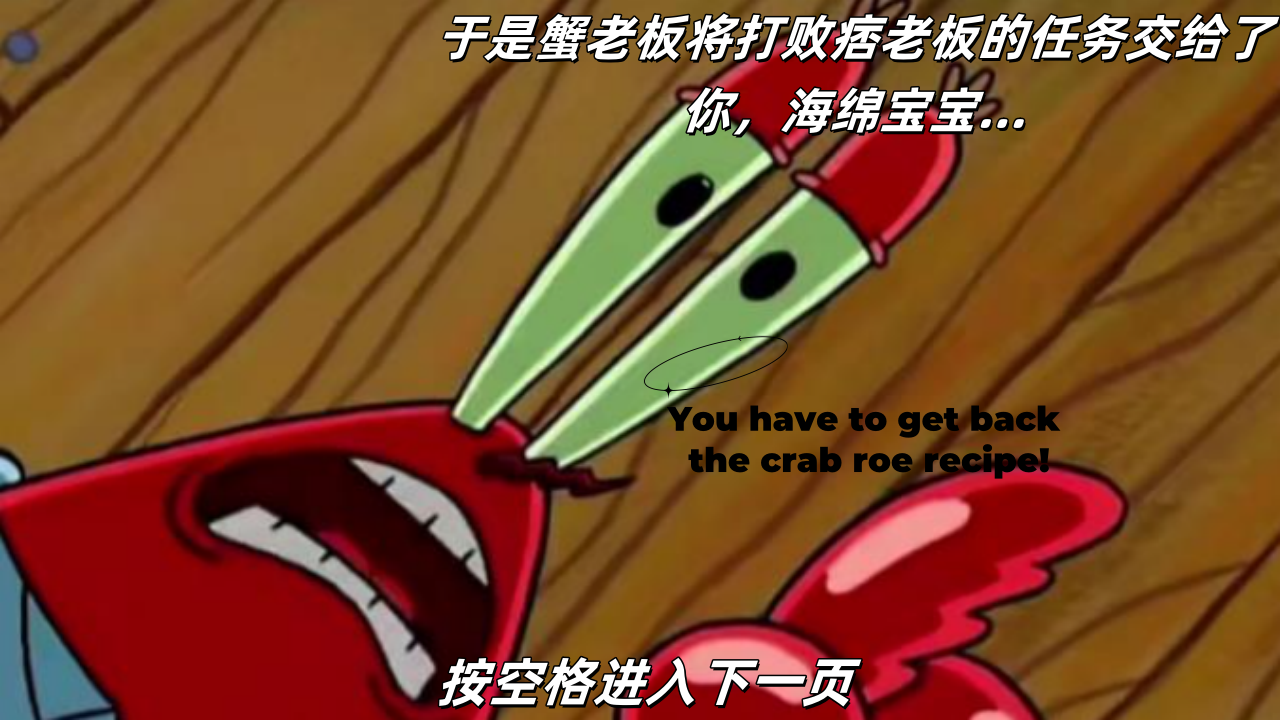 于是蟹老板将打败痞老板的任务交给了
你，海绵宝宝...
You have to get back
the crab roe recipe!
按空格进入下一页